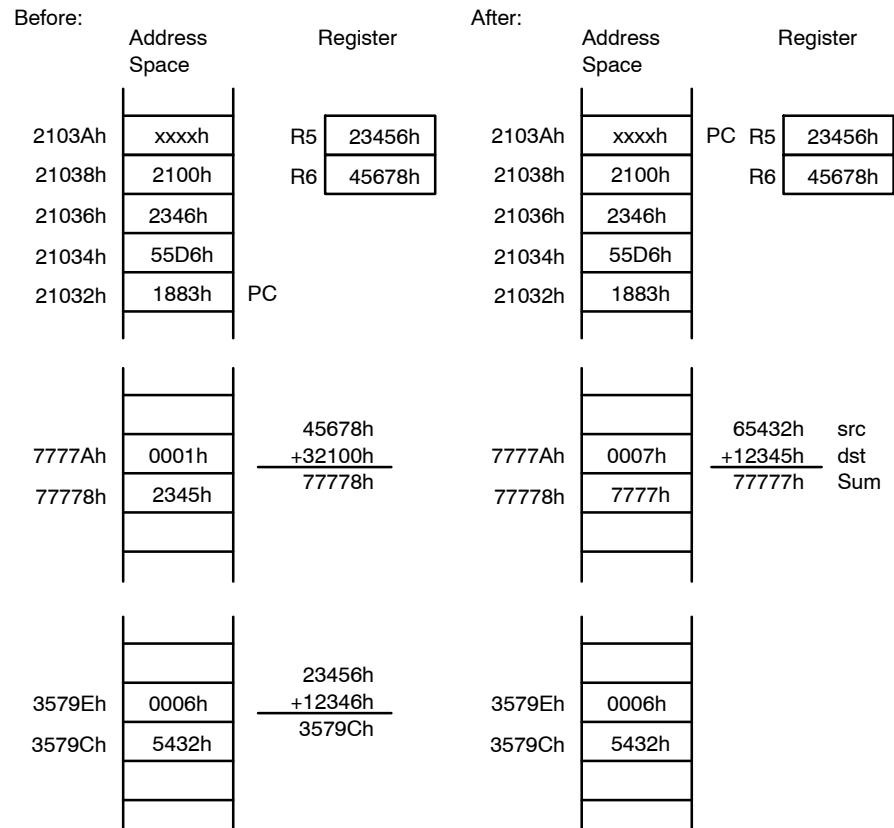 Before:
Address Space
Register
2103Ah xxxxh R5 23456h
21038h 2100h R6 45678h
21036h 2346h
21034h 55D6h
21032h 1883h PC
7777Ah 0001h
77778h 2345h
45678h
+32100h
77778h
3579Eh 0006h
3579Ch 5432h
23456h
+12346h
3579Ch
After:
Address Space
Register
2103Ah xxxxh PC R5 23456h
21038h 2100h R6 45678h
21036h 2346h
21034h 55D6h
21032h 1883h
7777Ah 0007h
77778h 7777h
65432h src
+12345h dst
77777h Sum
3579Eh 0006h
3579Ch 5432h